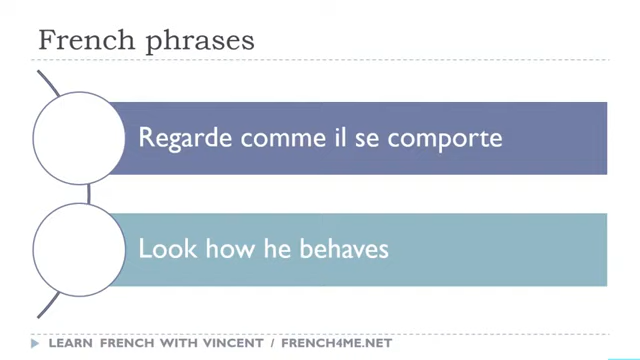 French phrases
Regarde comme il se comporte
Look how he behaves
LEARN FRENCH WITH VINCENT / FRENCH4ME.NET